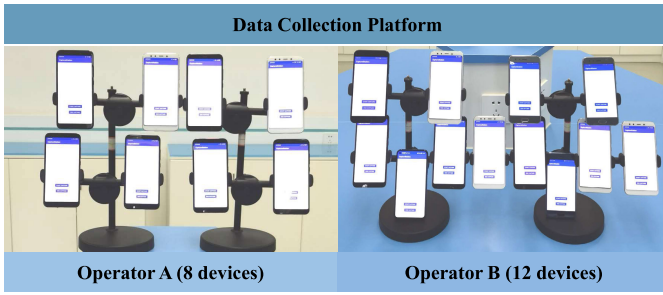 Data Collection Platform
Operator A (8 devices)
Operator B (12 devices)